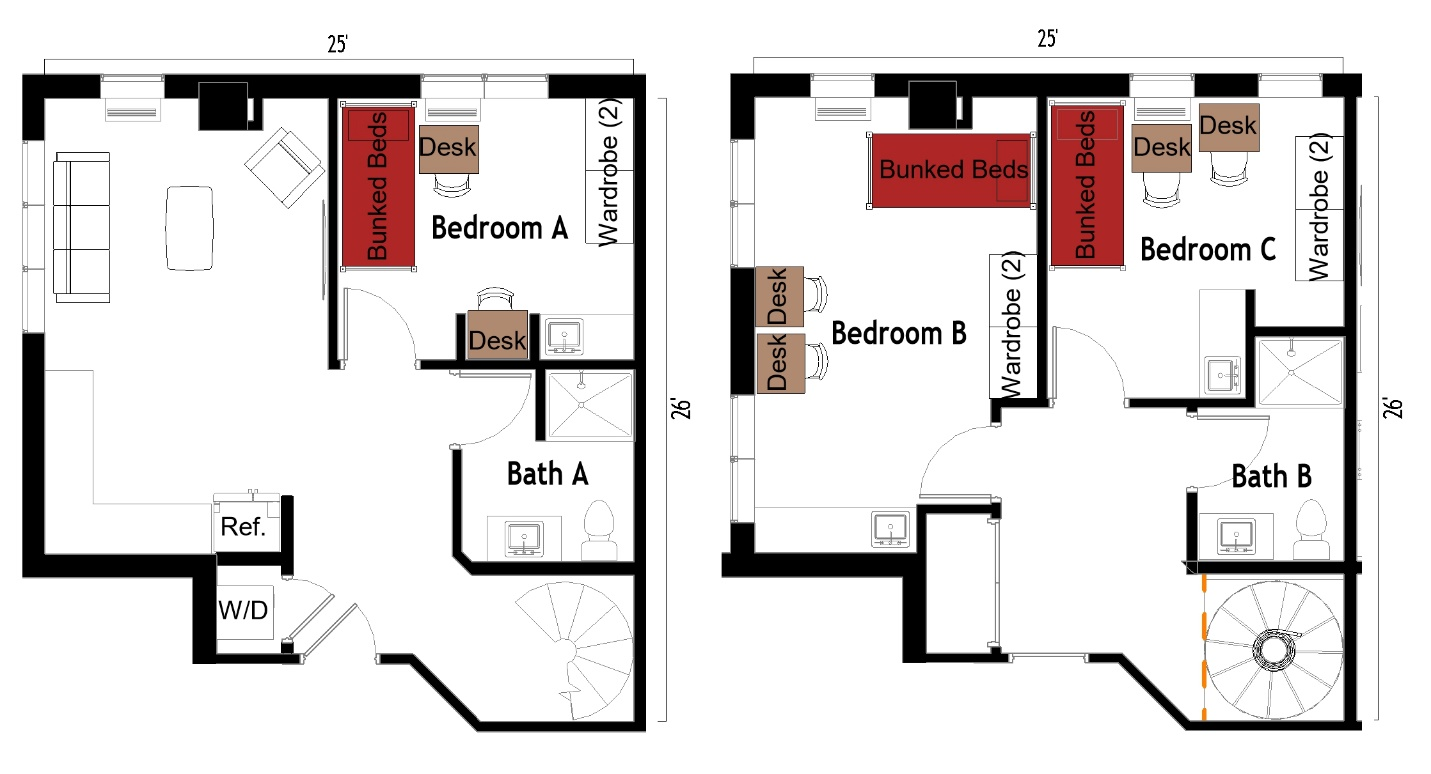 25'
Bunked Beds
Desk
Wardrobe (2)
Bedroom A
Desk
26'
Bath A
Ref.
W/D
25'
Bunked Beds
Bunked Beds
Desk
Desk
Wardrobe (2)
Bedroom C
Desk
Desk
Bedroom B
Wardrobe (2)
26'
Bath B